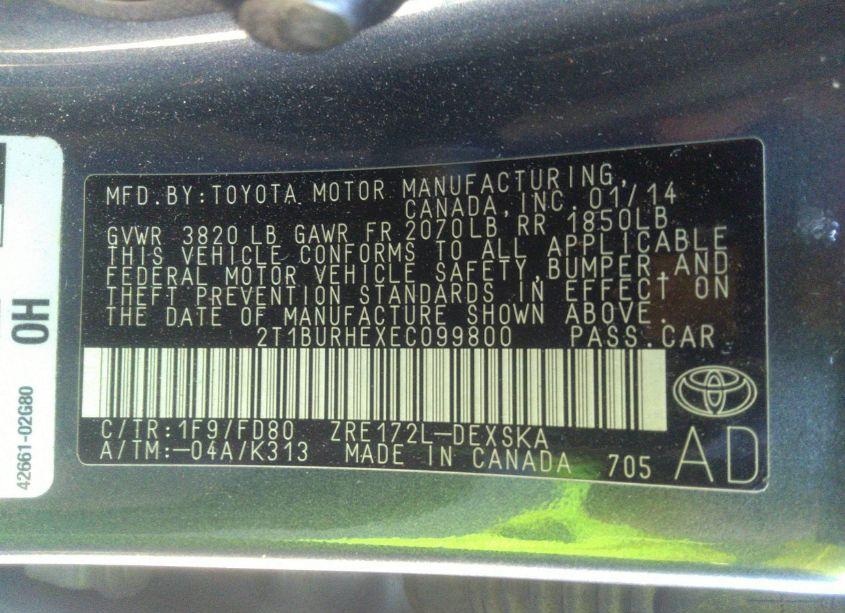 MFD.BY:TOYOTA MOTOR MANUFACTURING,
CANADA,INC. 01/14
GVWR 3820LB GAWR FR 2070LB RR 1850LB
THIS VEHICLE CONFORMS TO ALL APPLICABLE
FEDERAL MOTOR VEHICLE SAFETY,BUMPER,AND
THEFT PREVENTION STANDARDS IN EFFECT ON
THE DATE OF MANUFACTURE SHOWN ABOVE.
2T1BURHEXEC099800 PASS.CAR
C/TR:1F9/FD80 ZRE172L-DEXSKA
A/TM:-04A/K313 MADE IN CANADA 705
AD
OH
42661-02G80